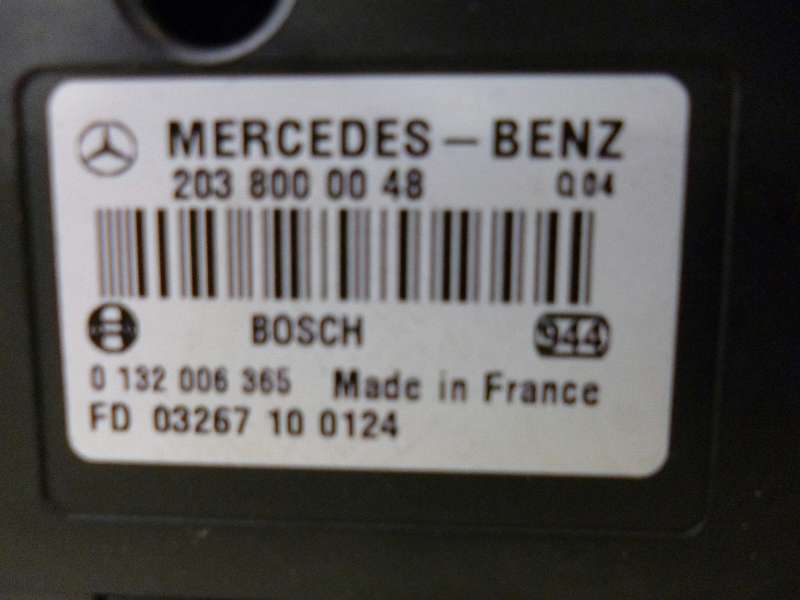 MERCEDES-BENZ
203 800 00 48 Q04
BOSCH 944
0 132 006 365 Made in France
FD 03267 10 0124